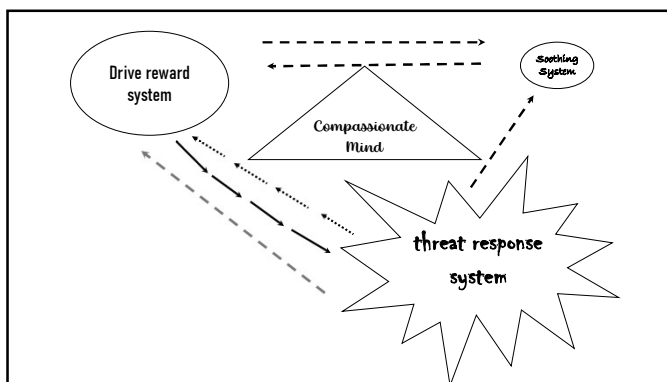 Drive reward
system
Soothing
System
Compassionate
Mind
threat response
system